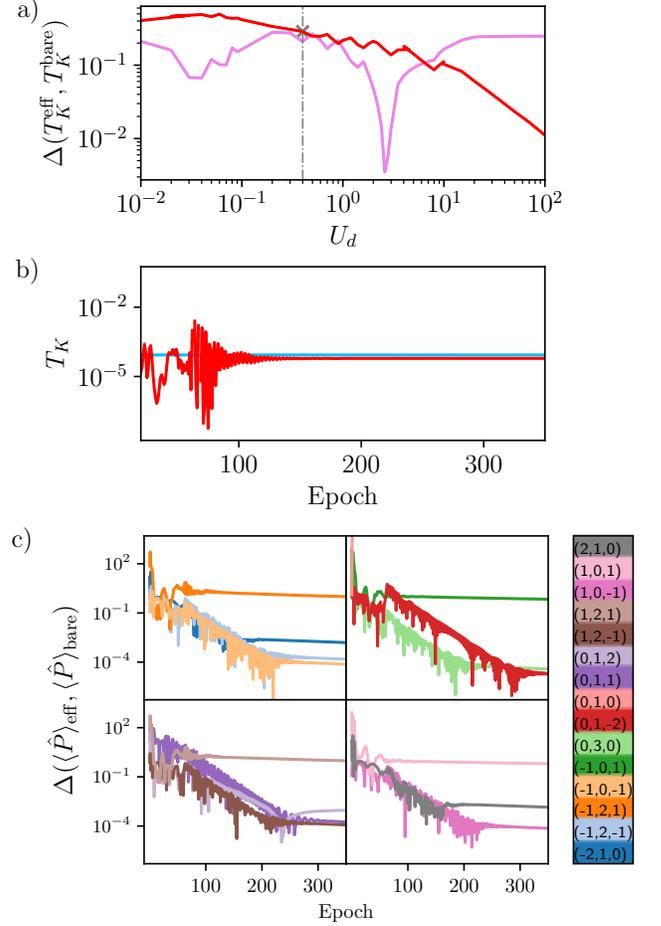 a)
Δ(T_K^eff, T_K^bare)
10^-1
10^-2
10^-2 10^-1 10^0 10^1 10^2
U_d
b)
T_K
10^-2
10^-5
100 200 300
Epoch
c)
Δ(⟨P̂⟩_eff, ⟨P̂⟩_bare)
10^2
10^-1
10^-4
10^2
10^-1
10^-4
100 200 300 100 200 300
Epoch
(2,1,0)
(1,0,1)
(1,0,-1)
(1,2,1)
(1,2,-1)
(0,1,2)
(0,1,1)
(0,1,0)
(0,1,-2)
(0,3,0)
(-1,0,1)
(-1,0,-1)
(-1,2,1)
(-1,2,-1)
(-2,1,0)